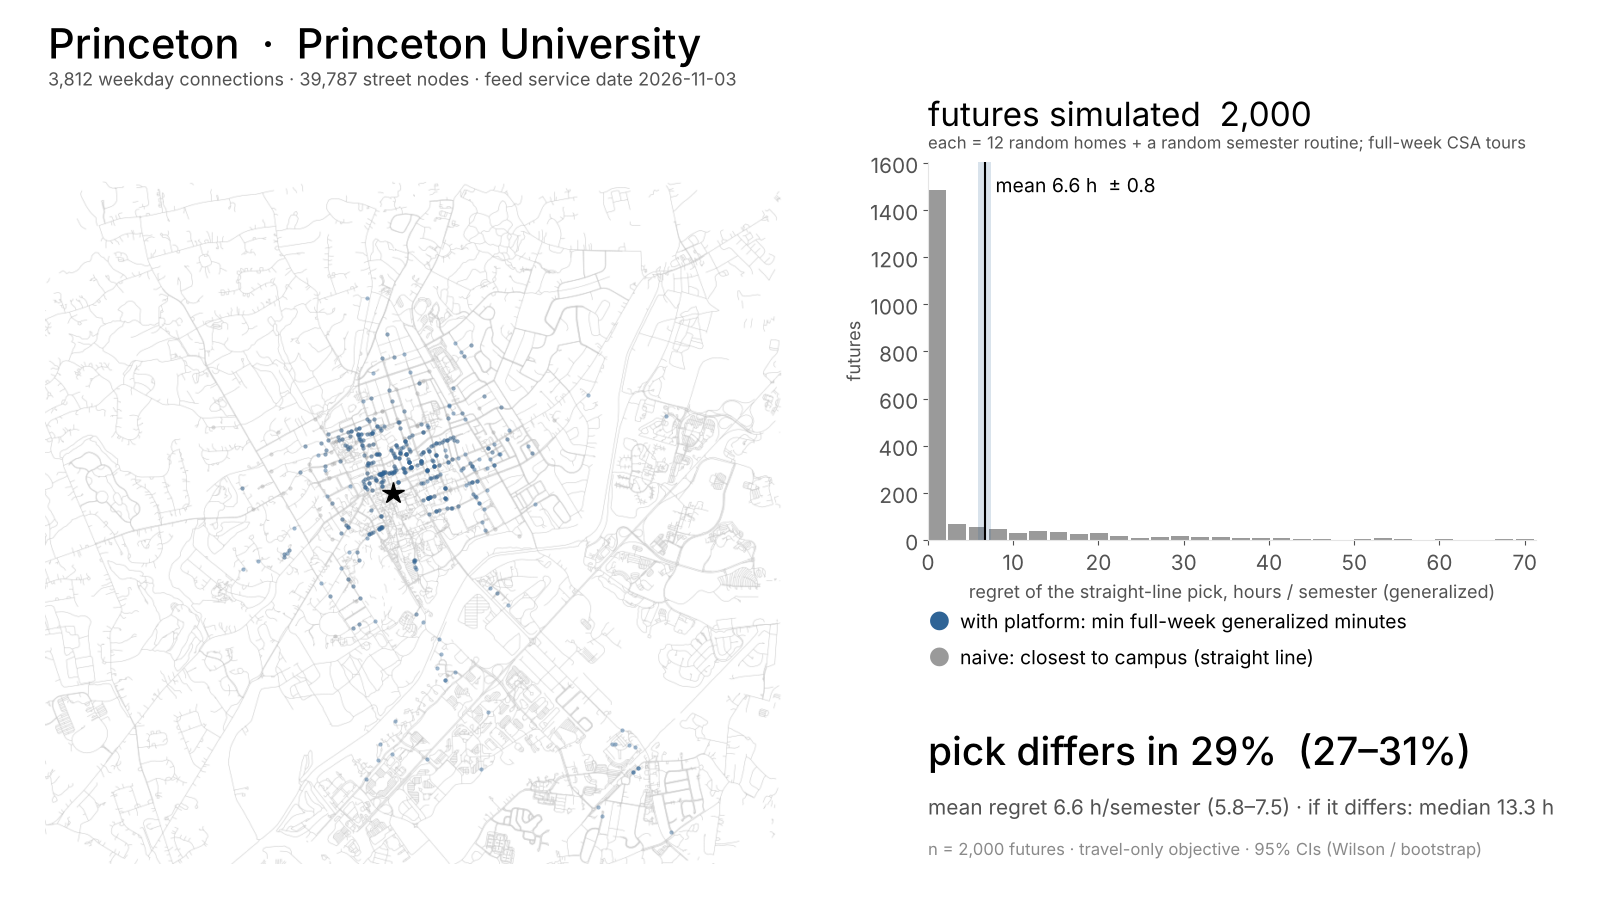 Princeton · Princeton University
3,812 weekday connections · 39,787 street nodes · feed service date 2026-11-03
futures simulated 2,000
each = 12 random homes + a random semester routine; full-week CSA tours
1600
1400
1200
1000
800
600
400
200
0
futures
mean 6.6 h ± 0.8
0 10 20 30 40 50 60 70
regret of the straight-line pick, hours / semester (generalized)
with platform: min full-week generalized minutes
naive: closest to campus (straight line)
pick differs in 29% (27–31%)
mean regret 6.6 h/semester (5.8–7.5) · if it differs: median 13.3 h
n = 2,000 futures · travel-only objective · 95% CIs (Wilson / bootstrap)